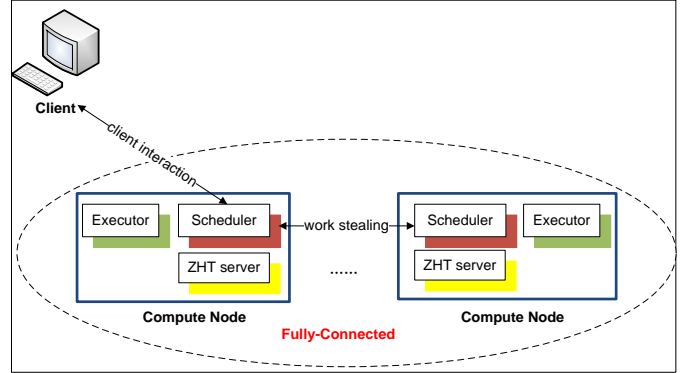 Client
client interaction
Executor
Scheduler
work stealing
Scheduler
Executor
ZHT server
......
ZHT server
Compute Node
Compute Node
Fully-Connected